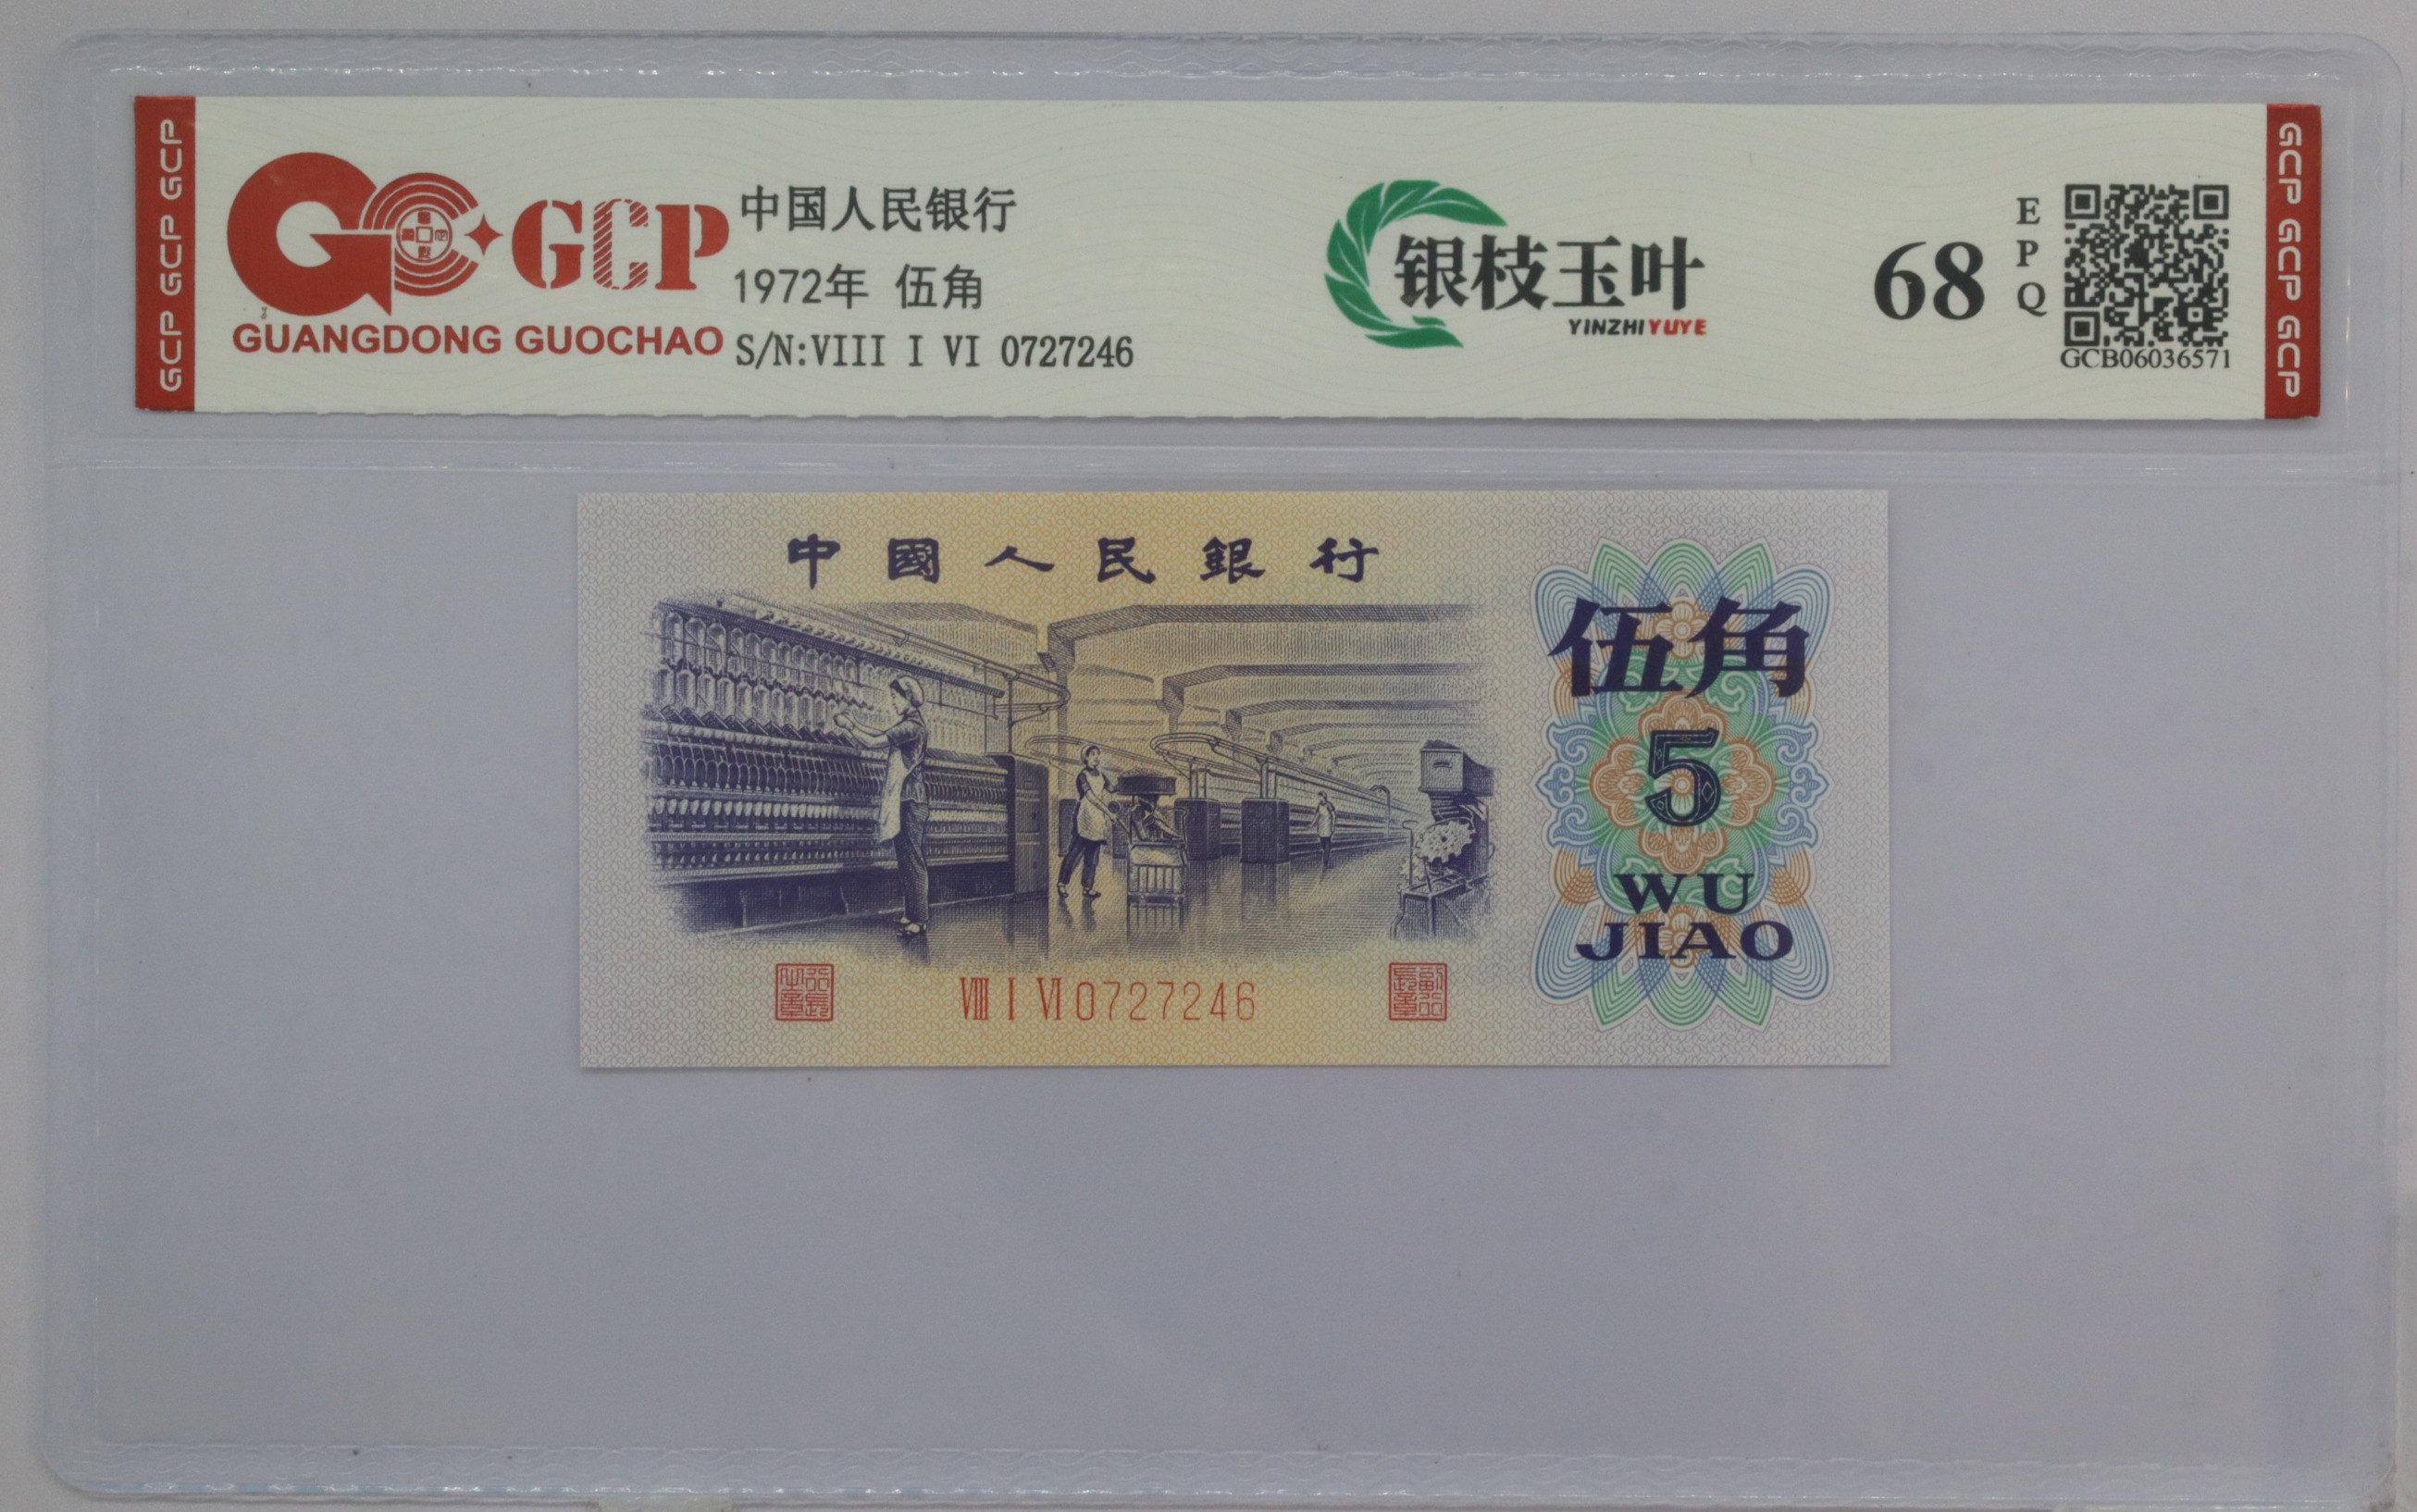 GCP GCP GCP
GCP
GUANGDONG GUOCHAO
中国人民银行
1972年 伍角
S/N:VIII I VI 0727246
银枝玉叶
YINZHIYUYE
68
EPQ
GCB06036571
GCP GCP GCP
中國人民銀行
伍角
5
WU
JIAO
VIII I VI 0727246